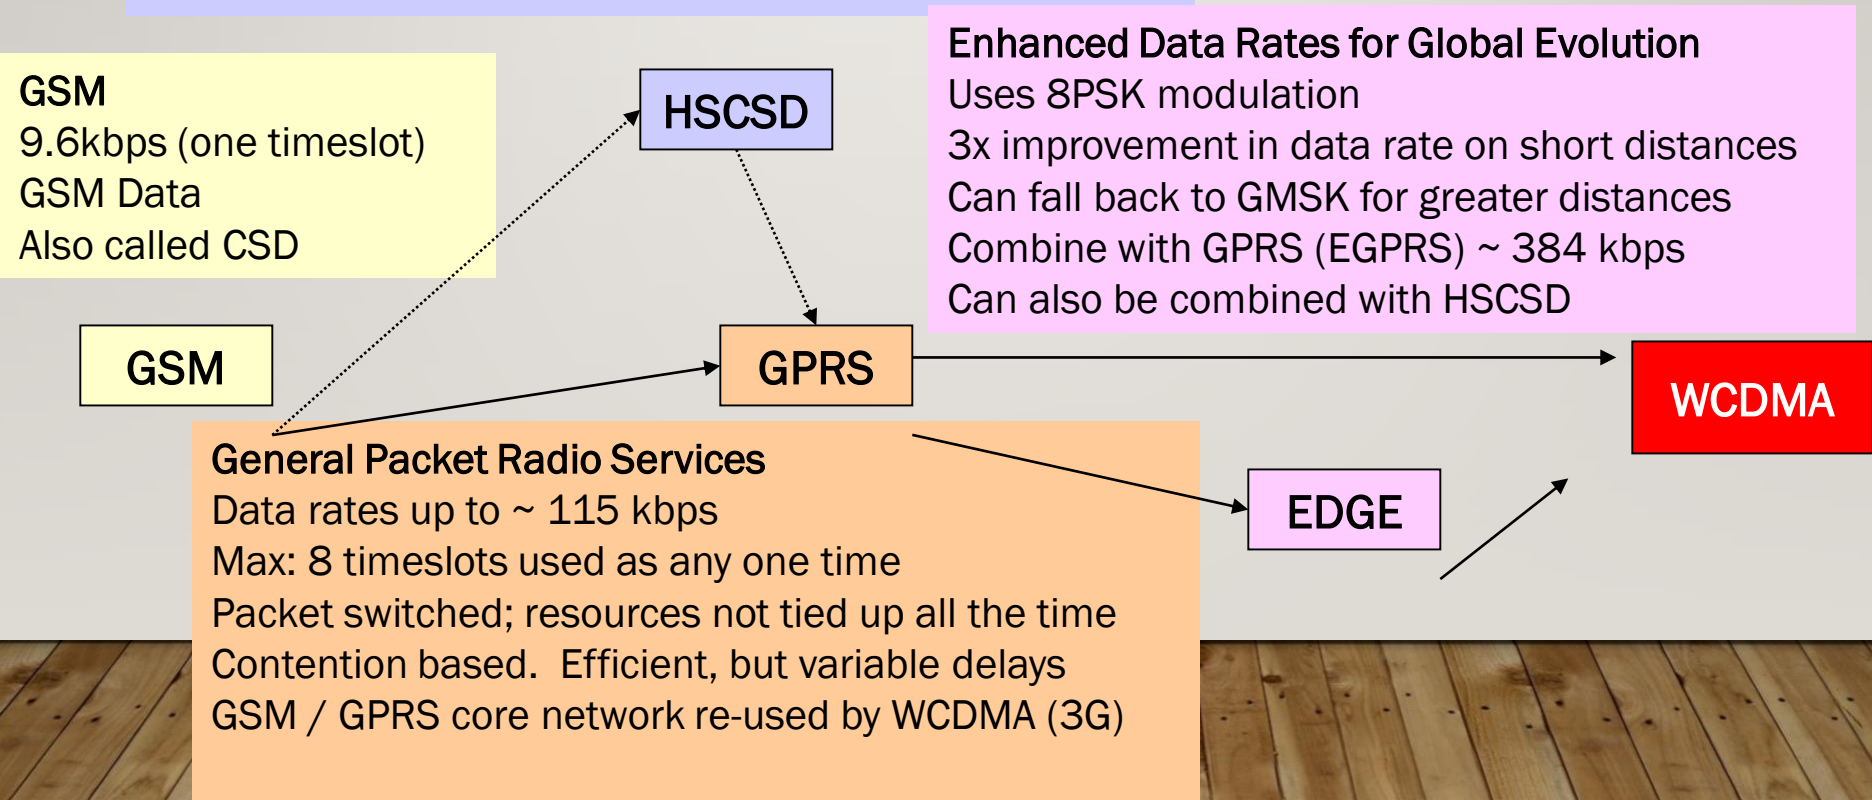 GSM
9.6kbps (one timeslot)
GSM Data
Also called CSD
HSCSD
Enhanced Data Rates for Global Evolution
Uses 8PSK modulation
3x improvement in data rate on short distances
Can fall back to GMSK for greater distances
Combine with GPRS (EGPRS) ~ 384 kbps
Can also be combined with HSCSD
GSM
GPRS
WCDMA
General Packet Radio Services
Data rates up to ~ 115 kbps
Max: 8 timeslots used as any one time
Packet switched; resources not tied up all the time
Contention based.  Efficient, but variable delays
GSM / GPRS core network re-used by WCDMA (3G)
EDGE